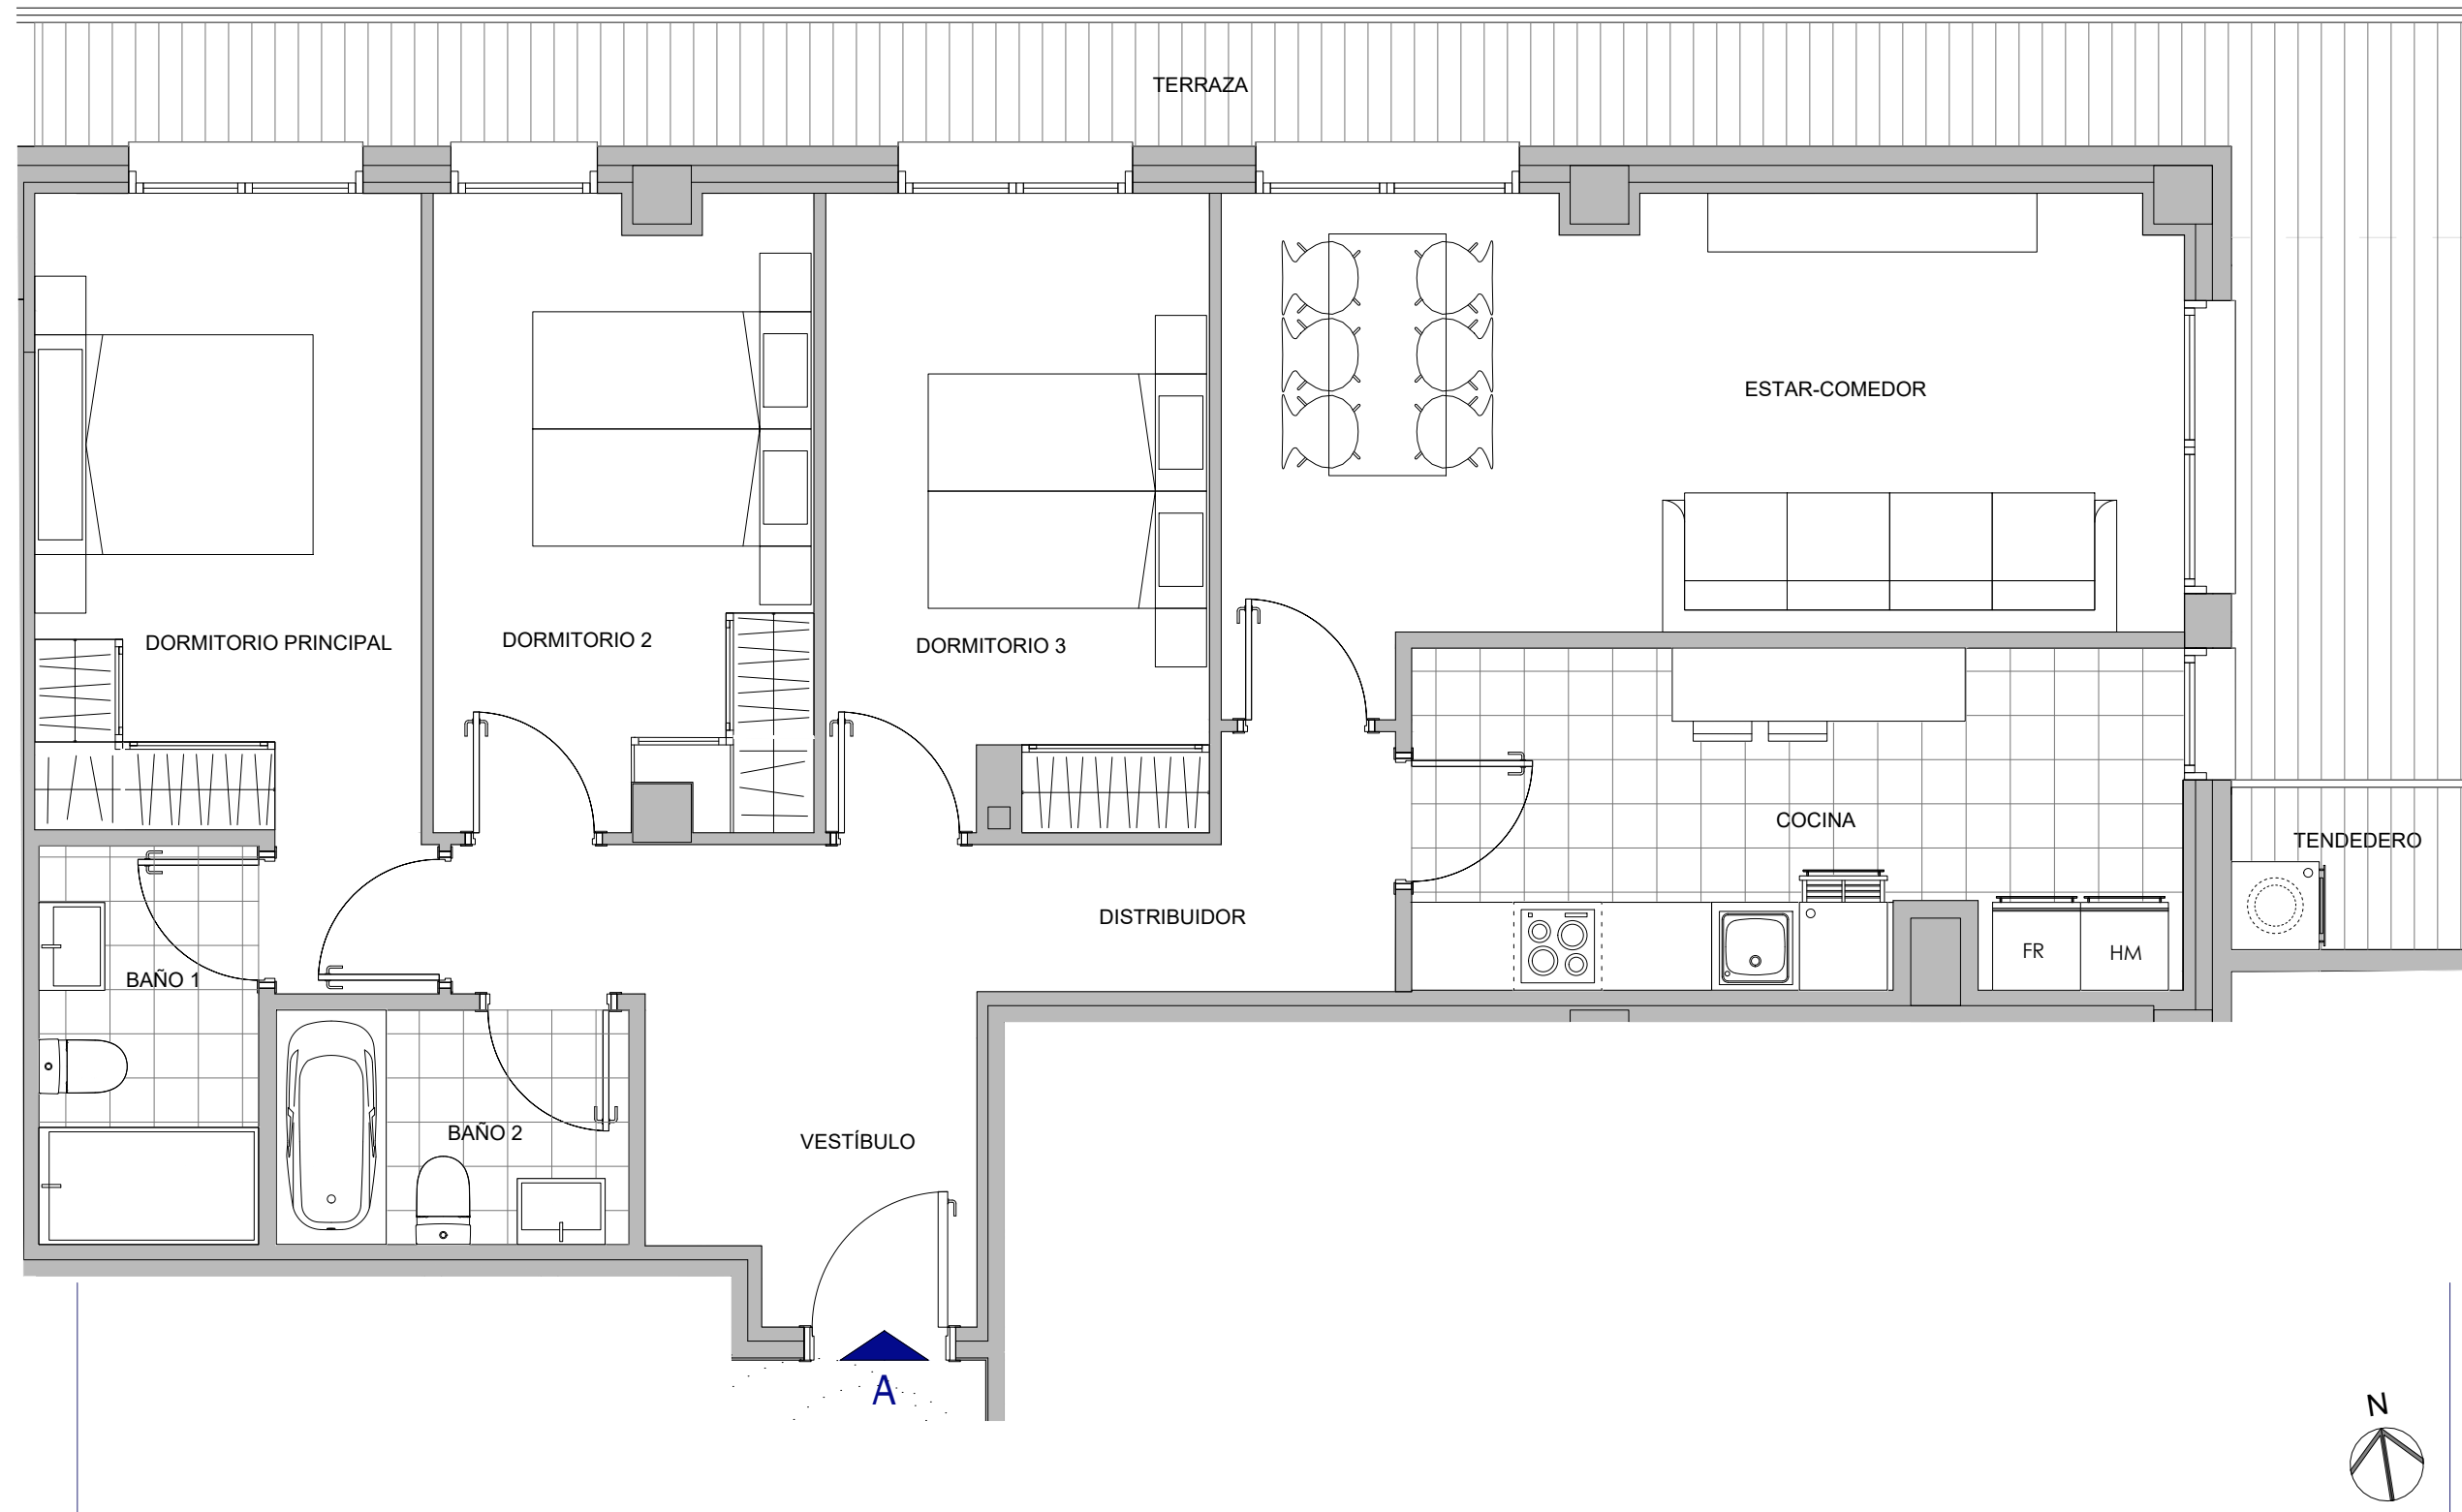 TERRAZA
ESTAR-COMEDOR
DORMITORIO PRINCIPAL
DORMITORIO 2
DORMITORIO 3
COCINA
TENDEDERO
DISTRIBUIDOR
FR
HM
BAÑO 1
BAÑO 2
VESTÍBULO
A
N